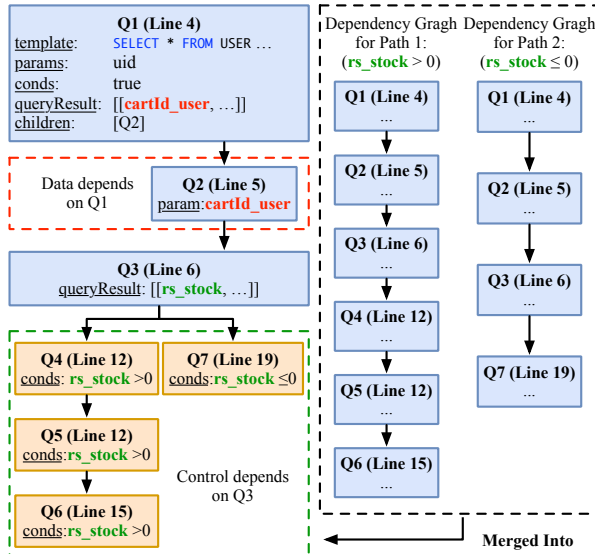 Q1 (Line 4)
template: SELECT * FROM USER ...
params: uid
conds: true
queryResult: [[cartId_user, ...]]
children: [Q2]
Data depends
on Q1
Q2 (Line 5)
param:cartId_user
Q3 (Line 6)
queryResult: [[rs_stock, ...]]
Q4 (Line 12)
conds: rs_stock >0
Q7 (Line 19)
conds:rs_stock ≤0
Q5 (Line 12)
conds:rs_stock >0
Q6 (Line 15)
conds:rs_stock >0
Control depends
on Q3
Dependency Gragh
for Path 1:
(rs_stock > 0)
Q1 (Line 4)
...
Q2 (Line 5)
...
Q3 (Line 6)
...
Q4 (Line 12)
...
Q5 (Line 12)
...
Q6 (Line 15)
...
Dependency Gragh
for Path 2:
(rs_stock ≤ 0)
Q1 (Line 4)
...
Q2 (Line 5)
...
Q3 (Line 6)
...
Q7 (Line 19)
...
Merged Into